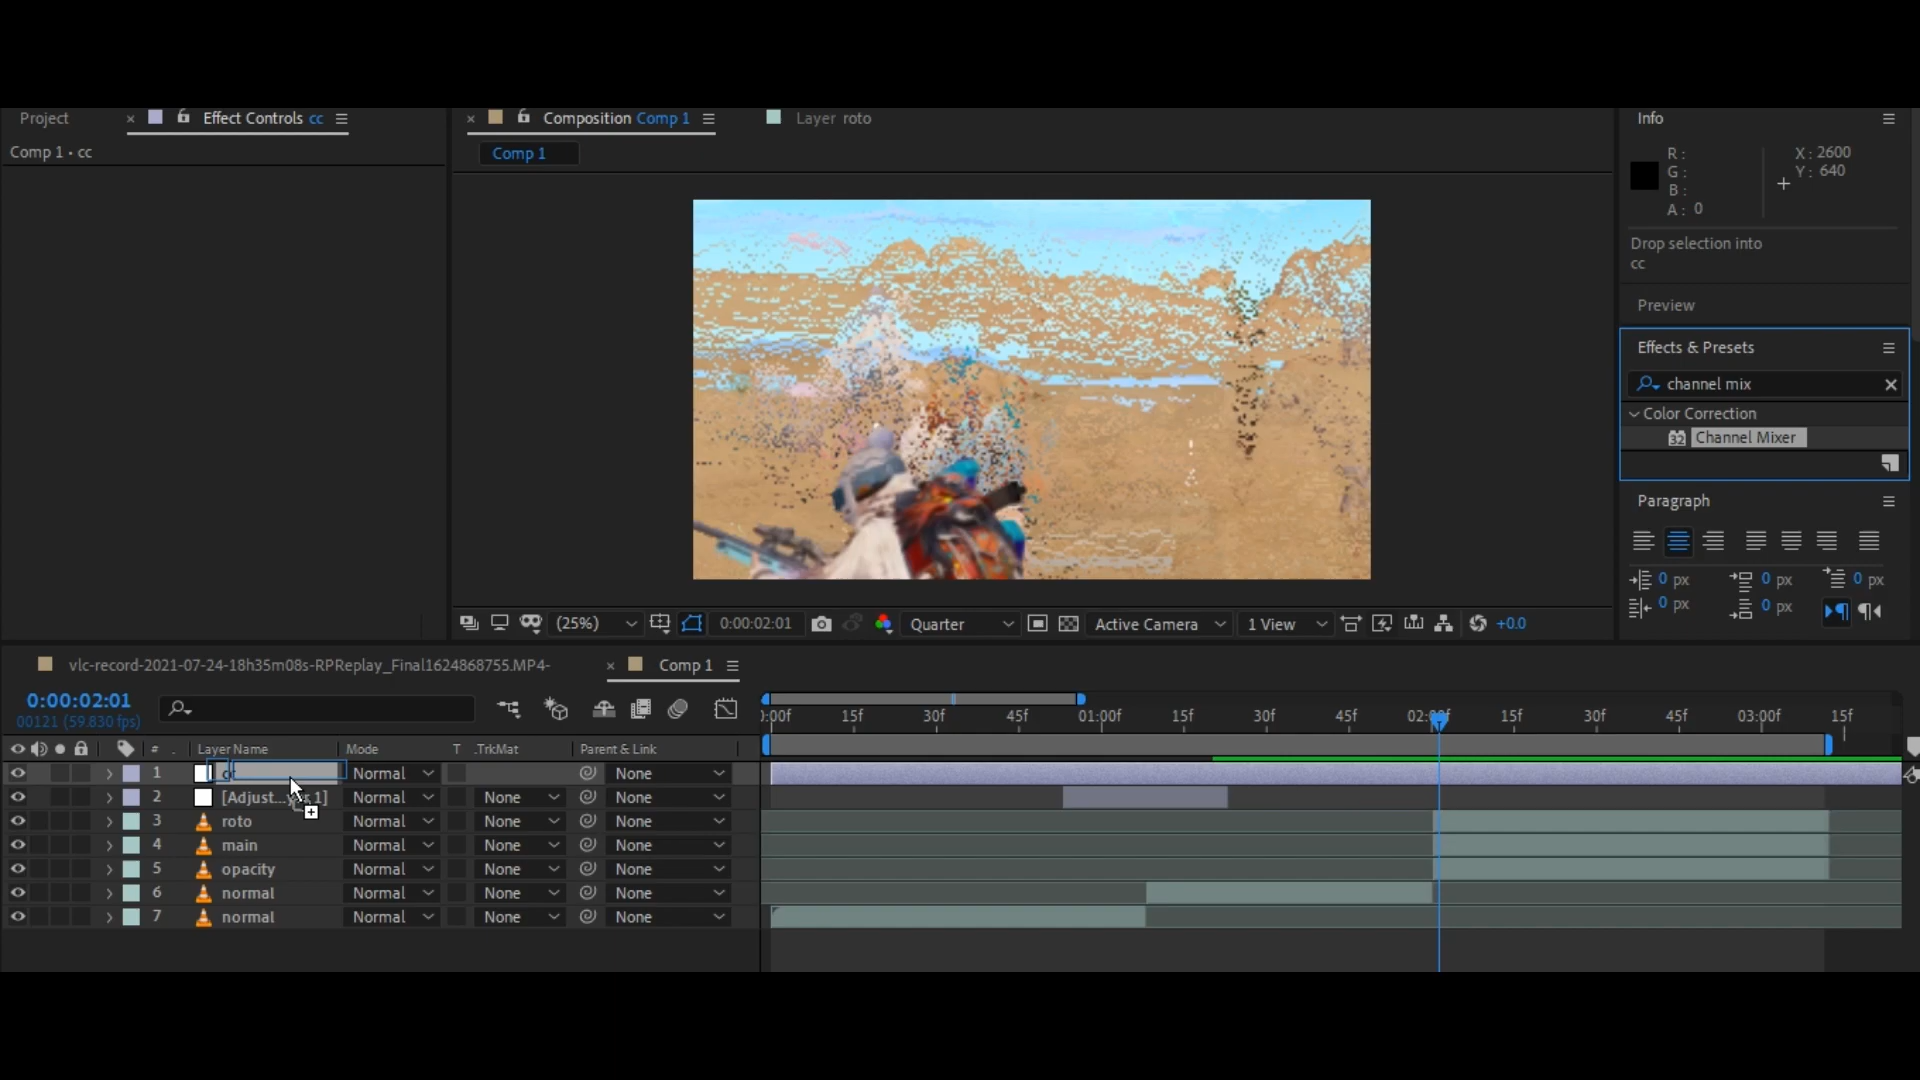 Project
Effect Controls cc
Composition Comp 1
Layer roto
Info
Comp 1 • cc
Comp 1
R :
G :
B :
A : 0
X : 2600
Y : 640
Drop selection into
cc
Preview
Effects & Presets
channel mix
Color Correction
32 Channel Mixer
Paragraph
0 px 0 px 0 px
0 px 0 px
(25%) 0:00:02:01 Quarter Active Camera 1 View +0.0
vlc-record-2021-07-24-18h35m08s-RPReplay_Final1624868755.MP4-
Comp 1
0:00:02:01
00121 (59.830 fps)
):00f 15f 30f 45f 01:00f 15f 30f 45f 02:00f 15f 30f 45f 03:00f 15f
# . Layer Name Mode T .TrkMat Parent & Link
1 Normal None
2 [Adjust... 1] Normal None None
3 roto Normal None None
4 main Normal None None
5 opacity Normal None None
6 normal Normal None None
7 normal Normal None None